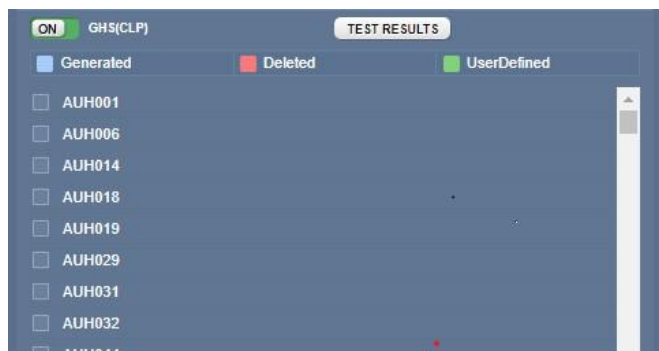 ON GHS(CLP) TEST RESULTS
Generated Deleted UserDefined
AUH001
AUH006
AUH014
AUH018
AUH019
AUH029
AUH031
AUH032